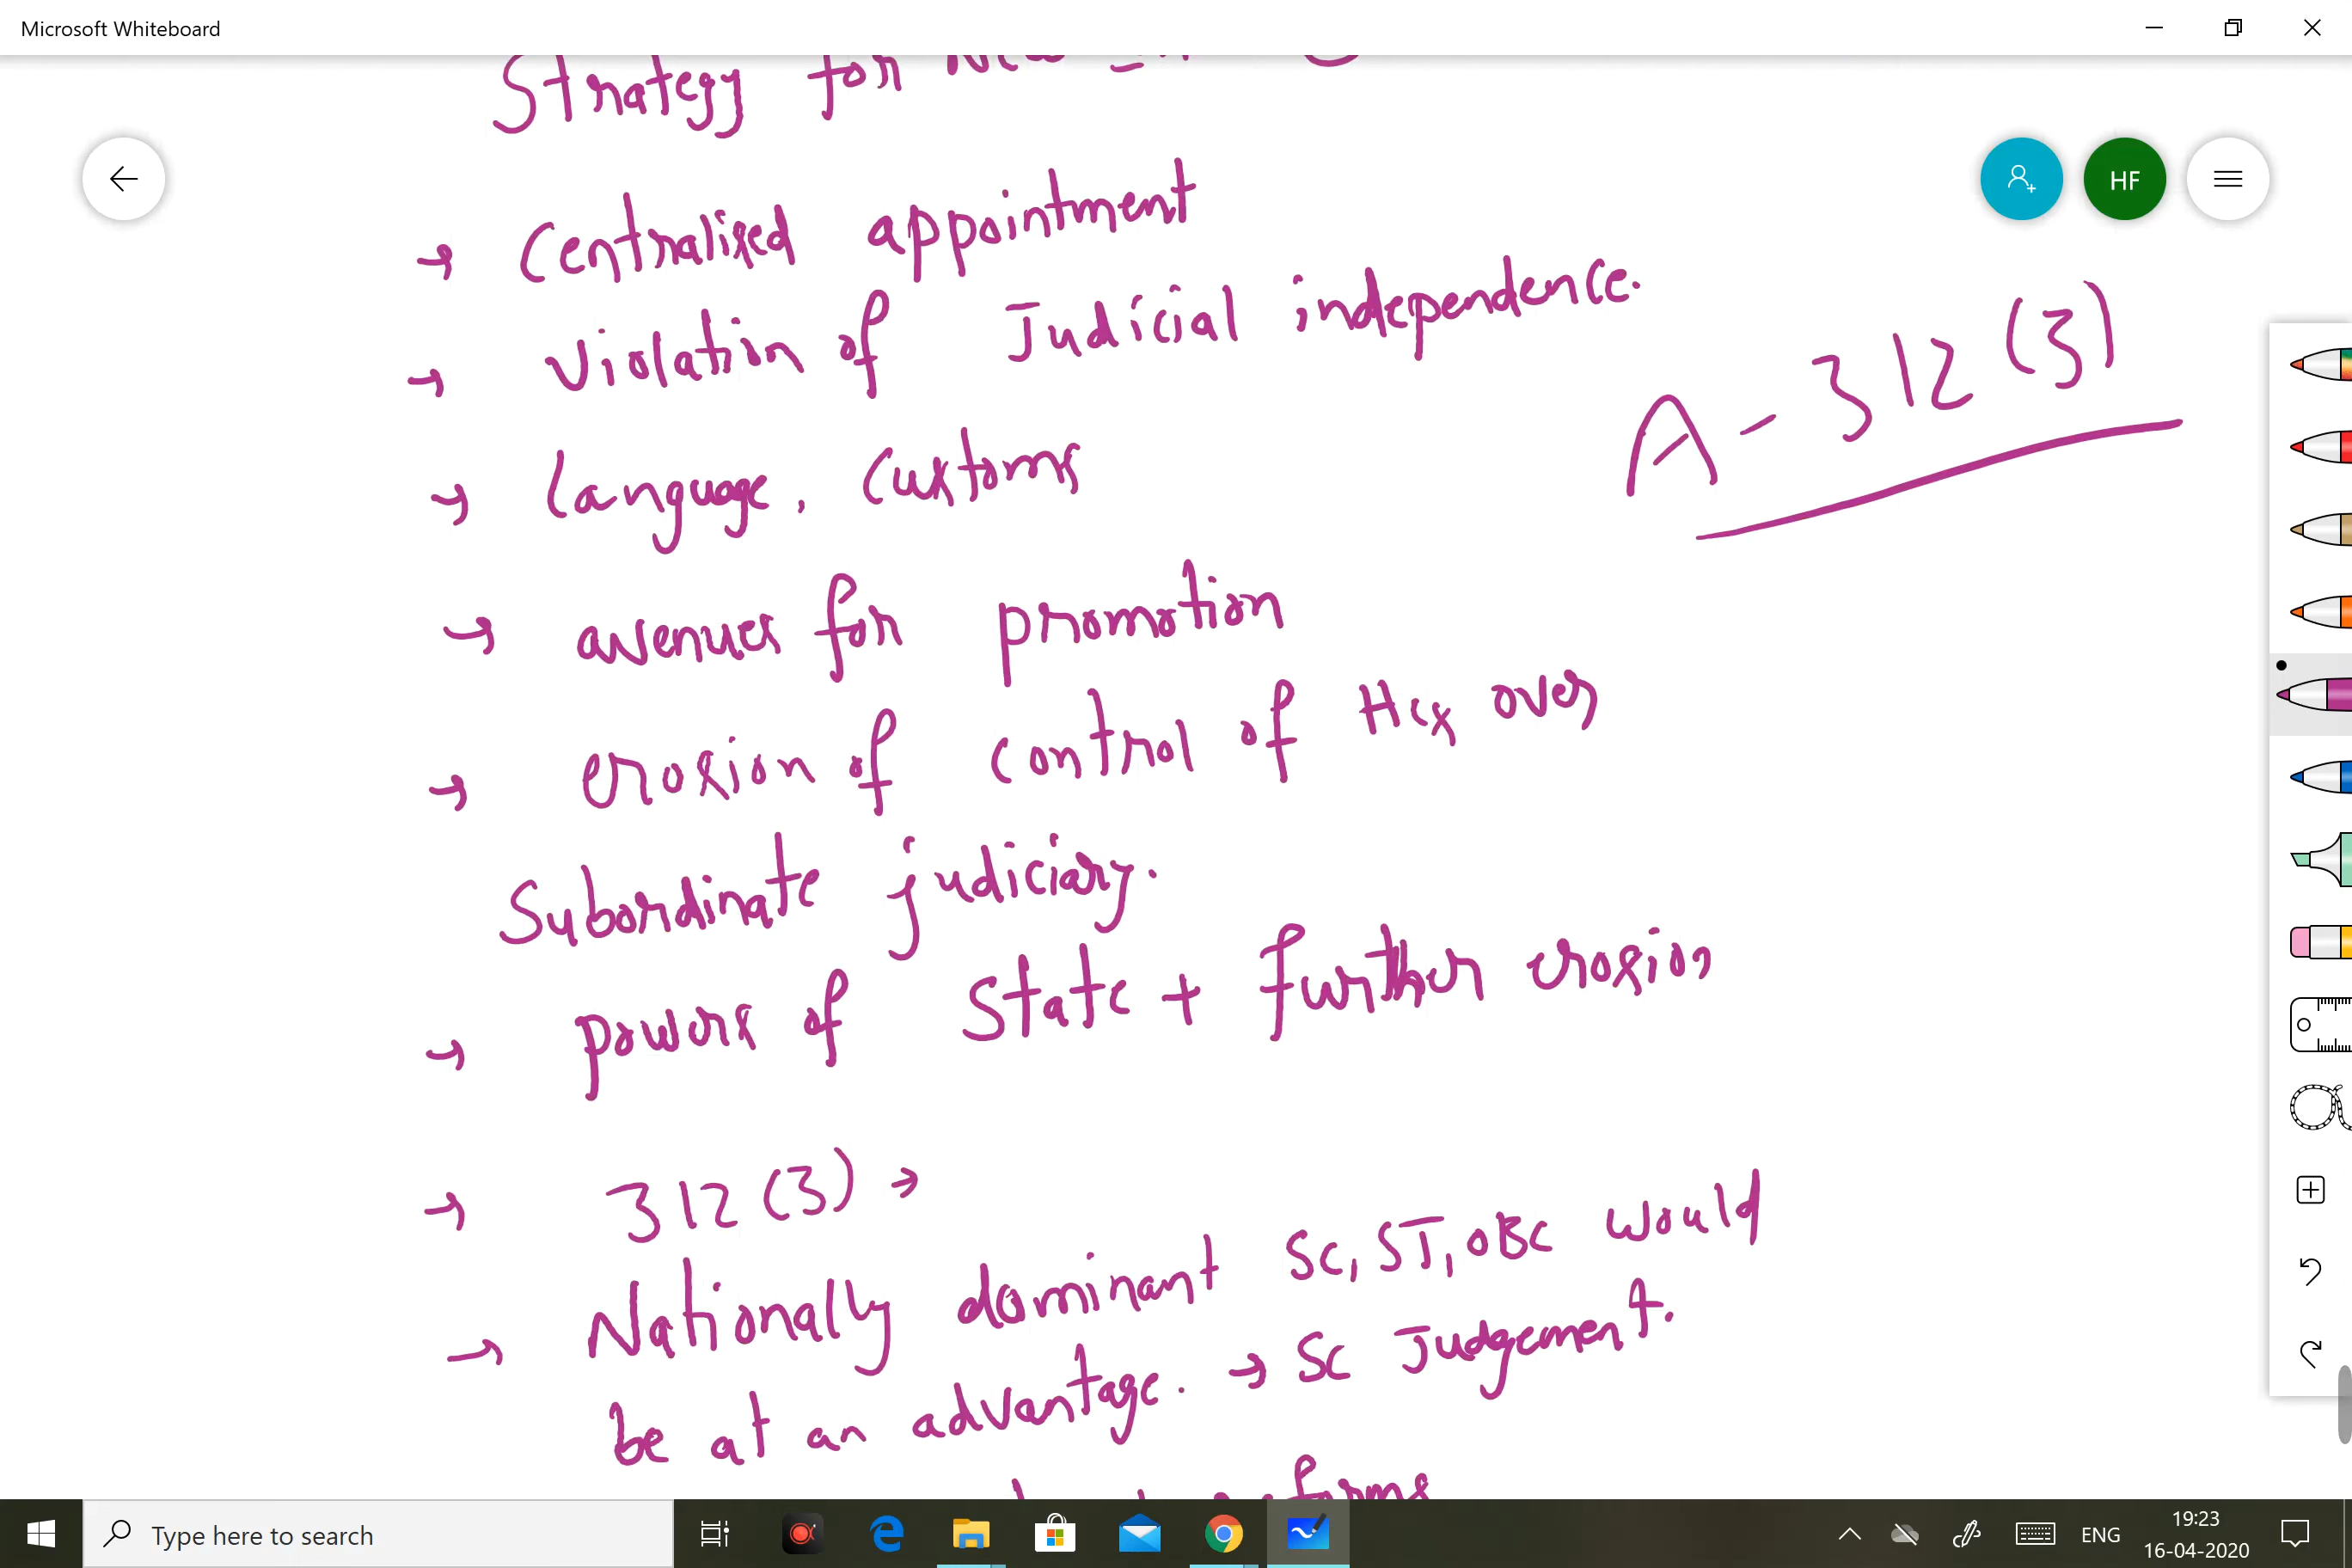 Microsoft Whiteboard
Strategy for
HF
→ Centralised appointment
→ Violation of Judicial independence.
A - 312 (3)
→ Language, Customs
→ avenues for promotion
→ erosion of control of HCs over
Subordinate judiciary.
→ powers of State + further erosion
→ 312 (3) →
→ Nationally dominant SC, ST, OBC would
be at an advantage. → SC Judgement.
Type here to search
ENG
19:23
16-04-2020